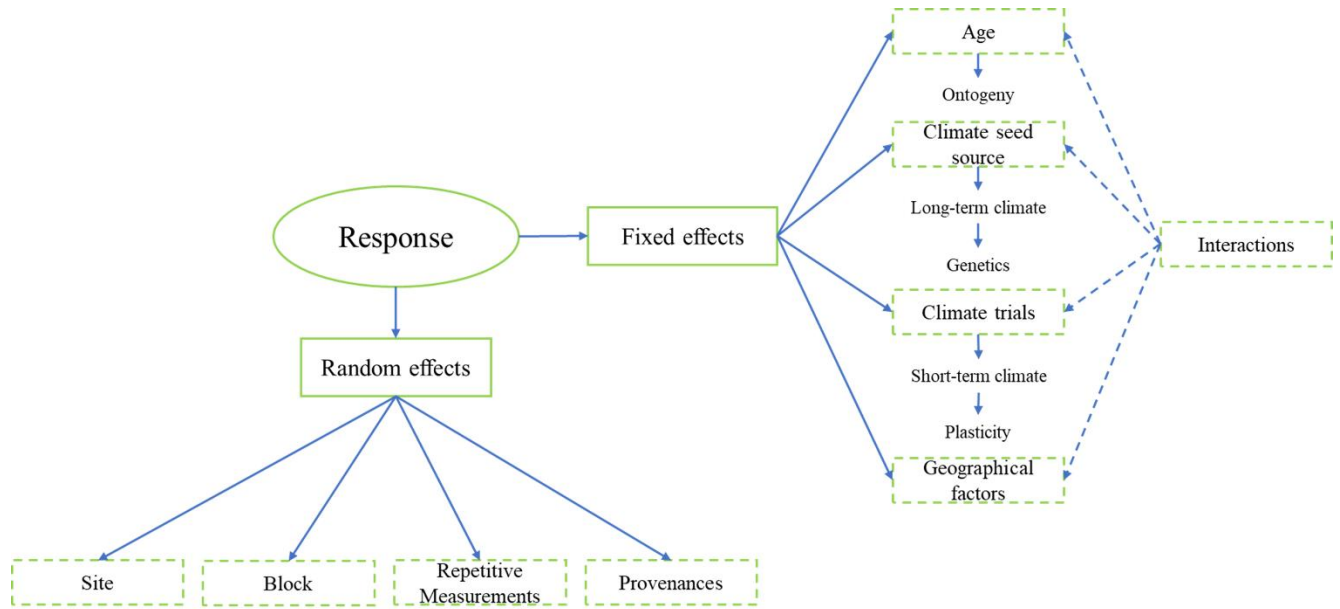 Age
Ontogeny
Climate seed
source
Long-term climate
Genetics
Response
Fixed effects
Interactions
Climate trials
Short-term climate
Plasticity
Geographical
factors
Random effects
Site
Block
Repetitive
Measurements
Provenances